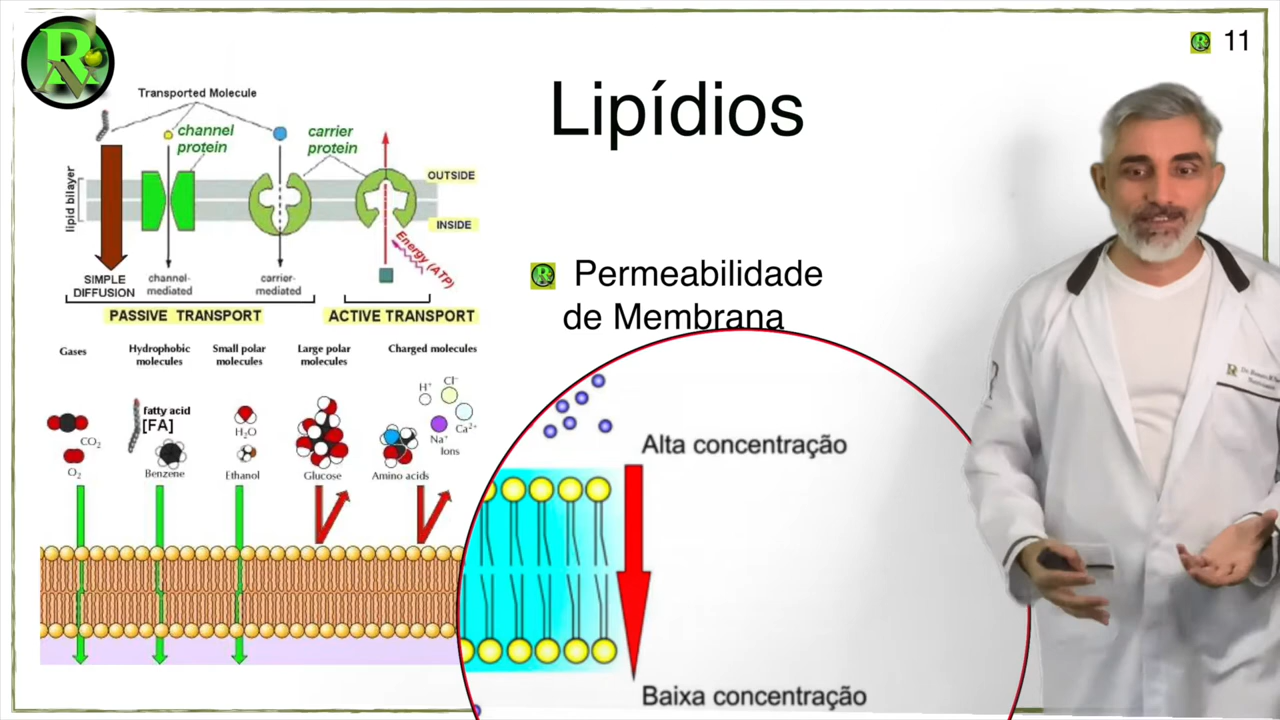 RV
11
Lipídios
Transported Molecule
channel
protein
carrier
protein
lipid bilayer
OUTSIDE
INSIDE
Energy (ATP)
SIMPLE
DIFFUSION
channel-
mediated
carrier-
mediated
PASSIVE TRANSPORT
ACTIVE TRANSPORT
Permeabilidade
de Membrana
Gases
Hydrophobic
molecules
Small polar
molecules
Large polar
molecules
Charged molecules
CO2
O2
fatty acid
[FA]
Benzene
H2O
Ethanol
Glucose
H+
Cl-
Ca2+
Na+
Ions
Amino acids
Alta concentração
Baixa concentração